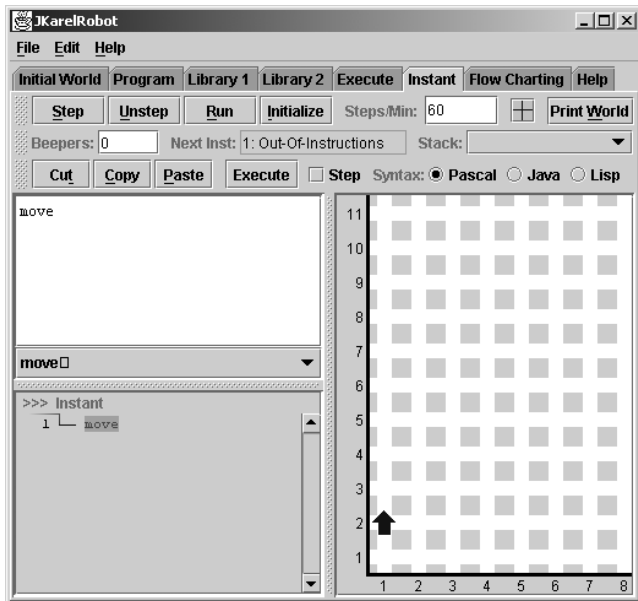 JKarelRobot
File Edit Help
Initial World Program Library 1 Library 2 Execute Instant Flow Charting Help
Step Unstep Run Initialize Steps/Min: 60 Print World
Beepers: 0 Next Inst: 1: Out-Of-Instructions Stack:
Cut Copy Paste Execute Step Syntax: Pascal Java Lisp
move
move
>>> Instant
1 move
11
10
9
8
7
6
5
4
3
2
1
1 2 3 4 5 6 7 8